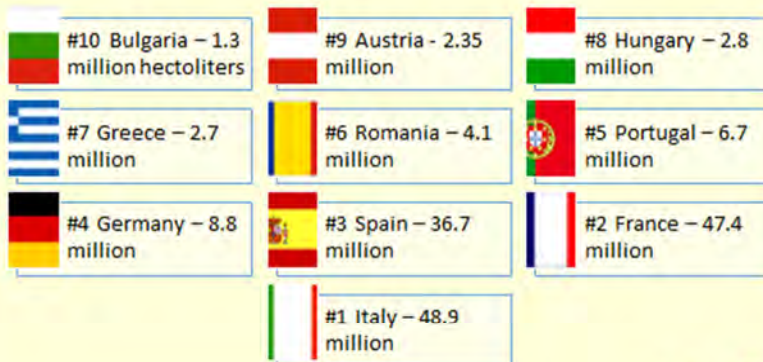 #10 Bulgaria – 1.3
million hectoliters
#9 Austria - 2.35
million
#8 Hungary – 2.8
million
#7 Greece – 2.7
million
#6 Romania – 4.1
million
#5 Portugal – 6.7
million
#4 Germany – 8.8
million
#3 Spain – 36.7
million
#2 France – 47.4
million
#1 Italy – 48.9
million